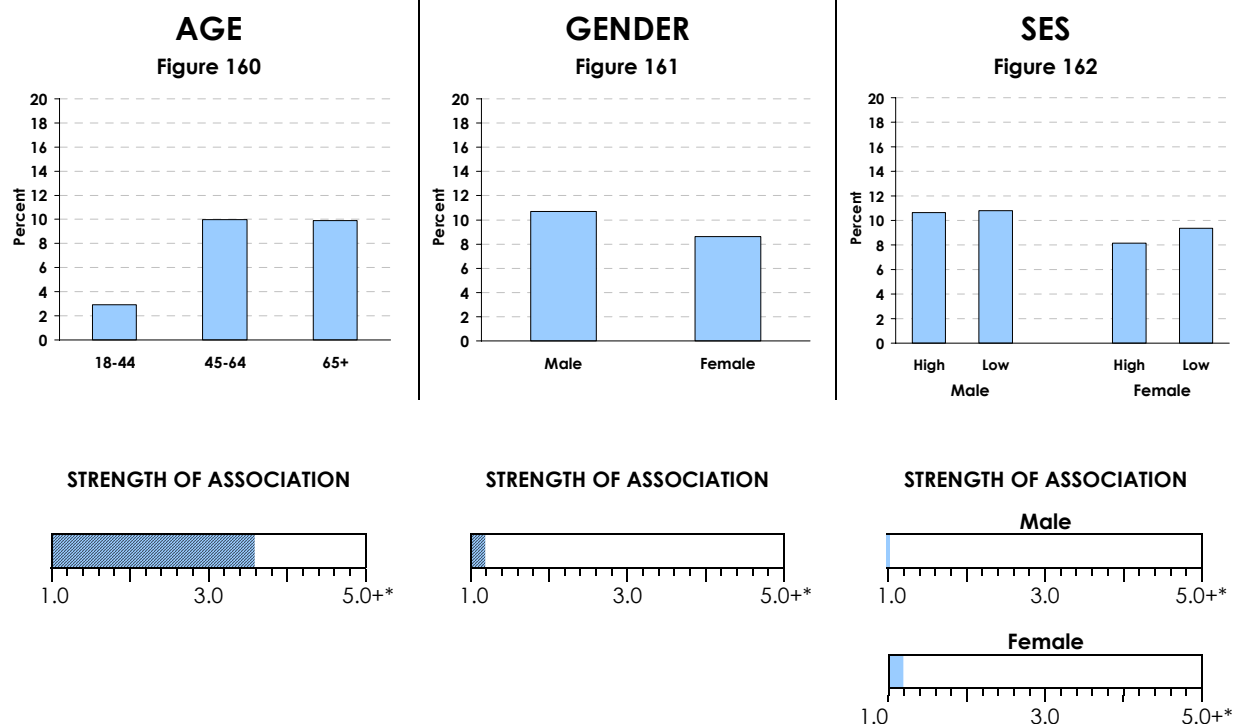 AGE
Figure 160
20
18
16
14
12
10
8
6
4
2
0
Percent
18-44 45-64 65+
GENDER
Figure 161
20
18
16
14
12
10
8
6
4
2
0
Percent
Male Female
SES
Figure 162
20
18
16
14
12
10
8
6
4
2
0
Percent
High Low High Low
Male Female
STRENGTH OF ASSOCIATION
1.0 3.0 5.0+*
STRENGTH OF ASSOCIATION
1.0 3.0 5.0+*
STRENGTH OF ASSOCIATION
Male
1.0 3.0 5.0+*
Female
1.0 3.0 5.0+*